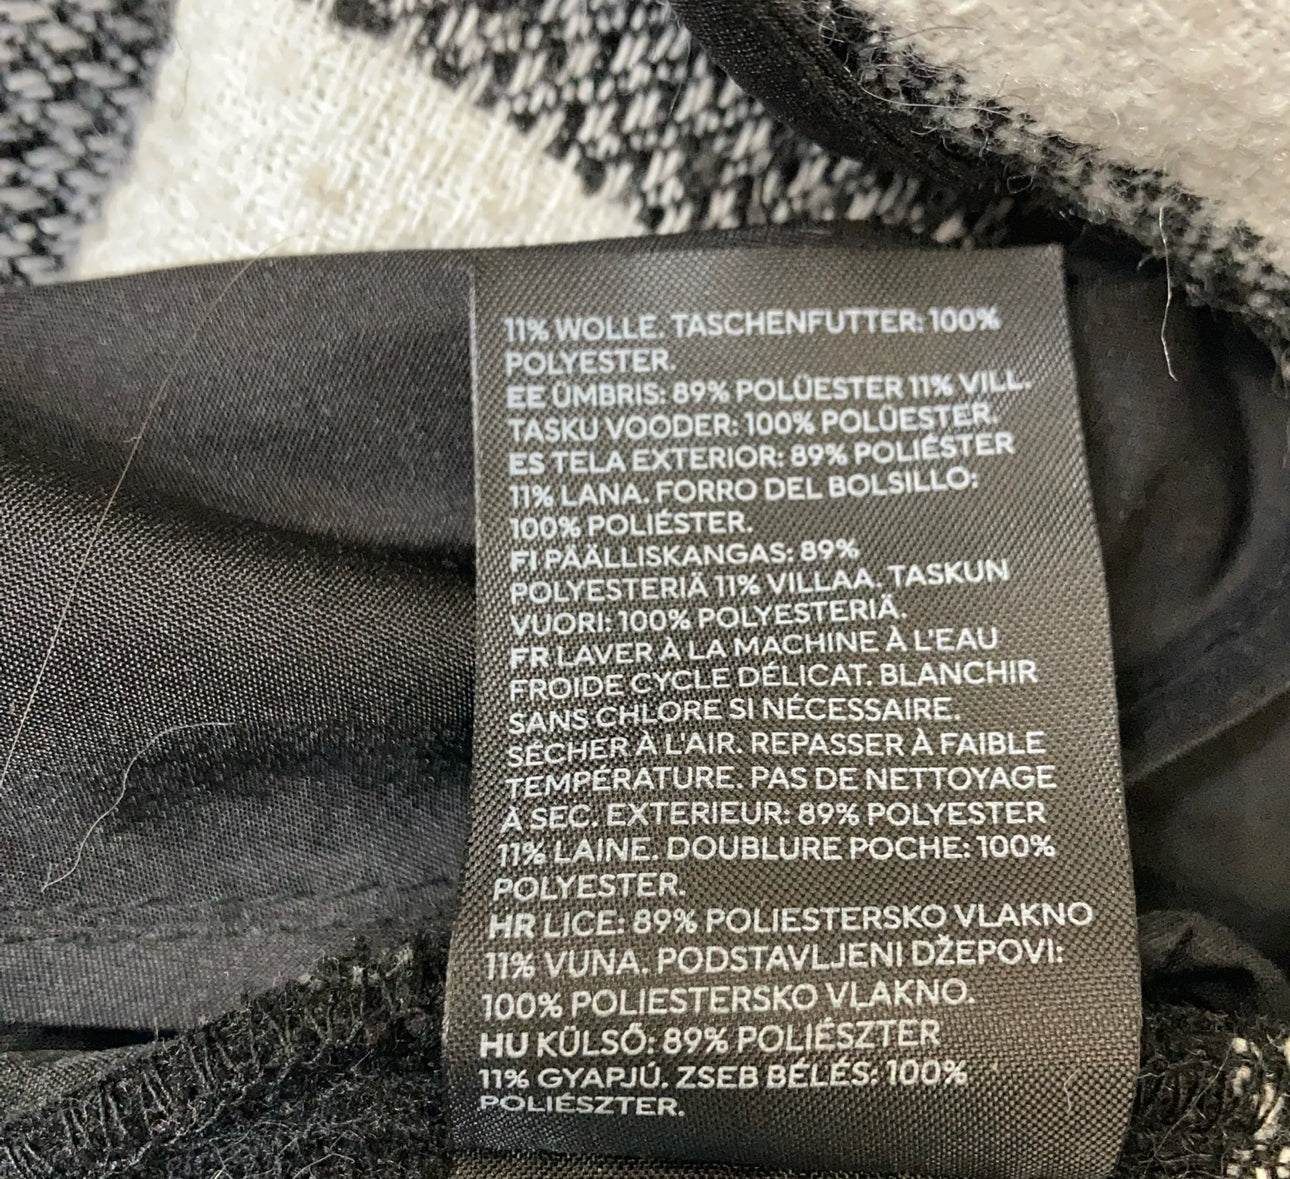 11% WOLLE. TASCHENFUTTER: 100%
POLYESTER.
EE ÜMBRIS: 89% POLÜESTER 11% VILL.
TASKU VOODER: 100% POLÜESTER.
ES TELA EXTERIOR: 89% POLIÉSTER
11% LANA. FORRO DEL BOLSILLO:
100% POLIÉSTER.
FI PÄÄLLISKANGAS: 89%
POLYESTERIÄ 11% VILLAA. TASKUN
VUORI: 100% POLYESTERIÄ.
FR LAVER À LA MACHINE À L'EAU
FROIDE CYCLE DÉLICAT. BLANCHIR
SANS CHLORE SI NÉCESSAIRE.
SÉCHER À L'AIR. REPASSER À FAIBLE
TEMPÉRATURE. PAS DE NETTOYAGE
À SEC. EXTERIEUR: 89% POLYESTER
11% LAINE. DOUBLURE POCHE: 100%
POLYESTER.
HR LICE: 89% POLIESTERSKO VLAKNO
11% VUNA. PODSTAVLJENI DŽEPOVI:
100% POLIESTERSKO VLAKNO.
HU KÜLSŐ: 89% POLIÉSZTER
11% GYAPJÚ. ZSEB BÉLÉS: 100%
POLIÉSZTER.